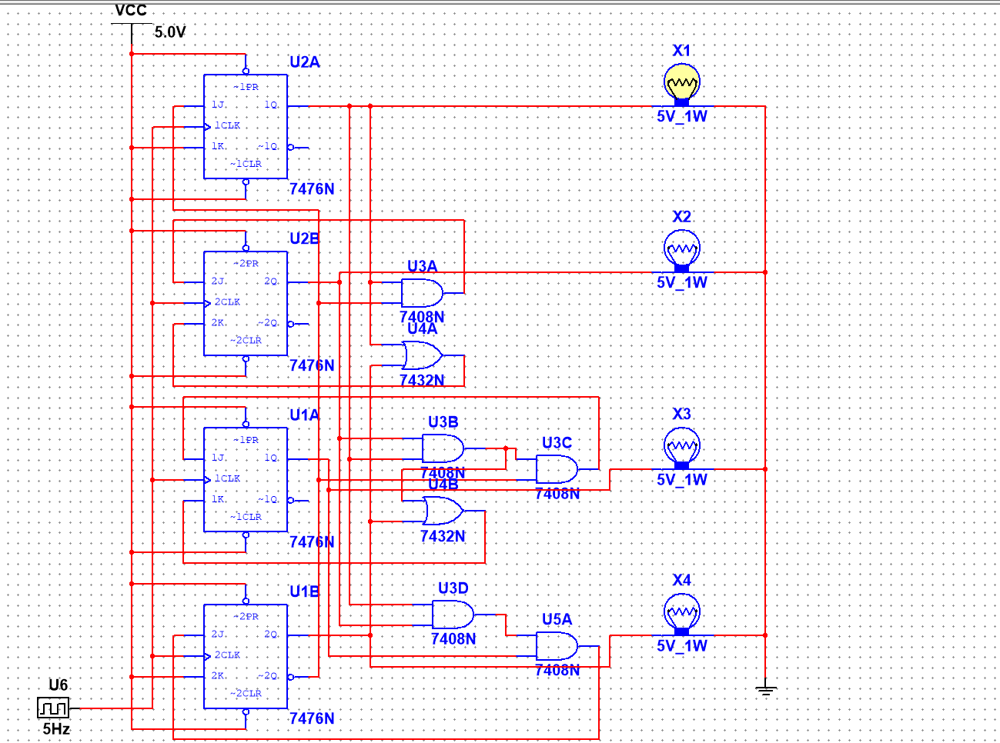 VCC
5.0V
U2A
~1PR
1J
1Q
1CLK
1K
~1Q
~1CLR
7476N
X1
5V_1W
U2B
~2PR
2J
2Q
2CLK
2K
~2Q
~2CLR
7476N
U3A
7408N
U4A
7432N
X2
5V_1W
U1A
~1PR
1J
1Q
1CLK
1K
~1Q
~1CLR
7476N
U3B
7408N
U3C
7408N
U4B
7432N
X3
5V_1W
U1B
~2PR
2J
2Q
2CLK
2K
~2Q
~2CLR
7476N
U3D
7408N
U5A
7408N
X4
5V_1W
U6
5Hz